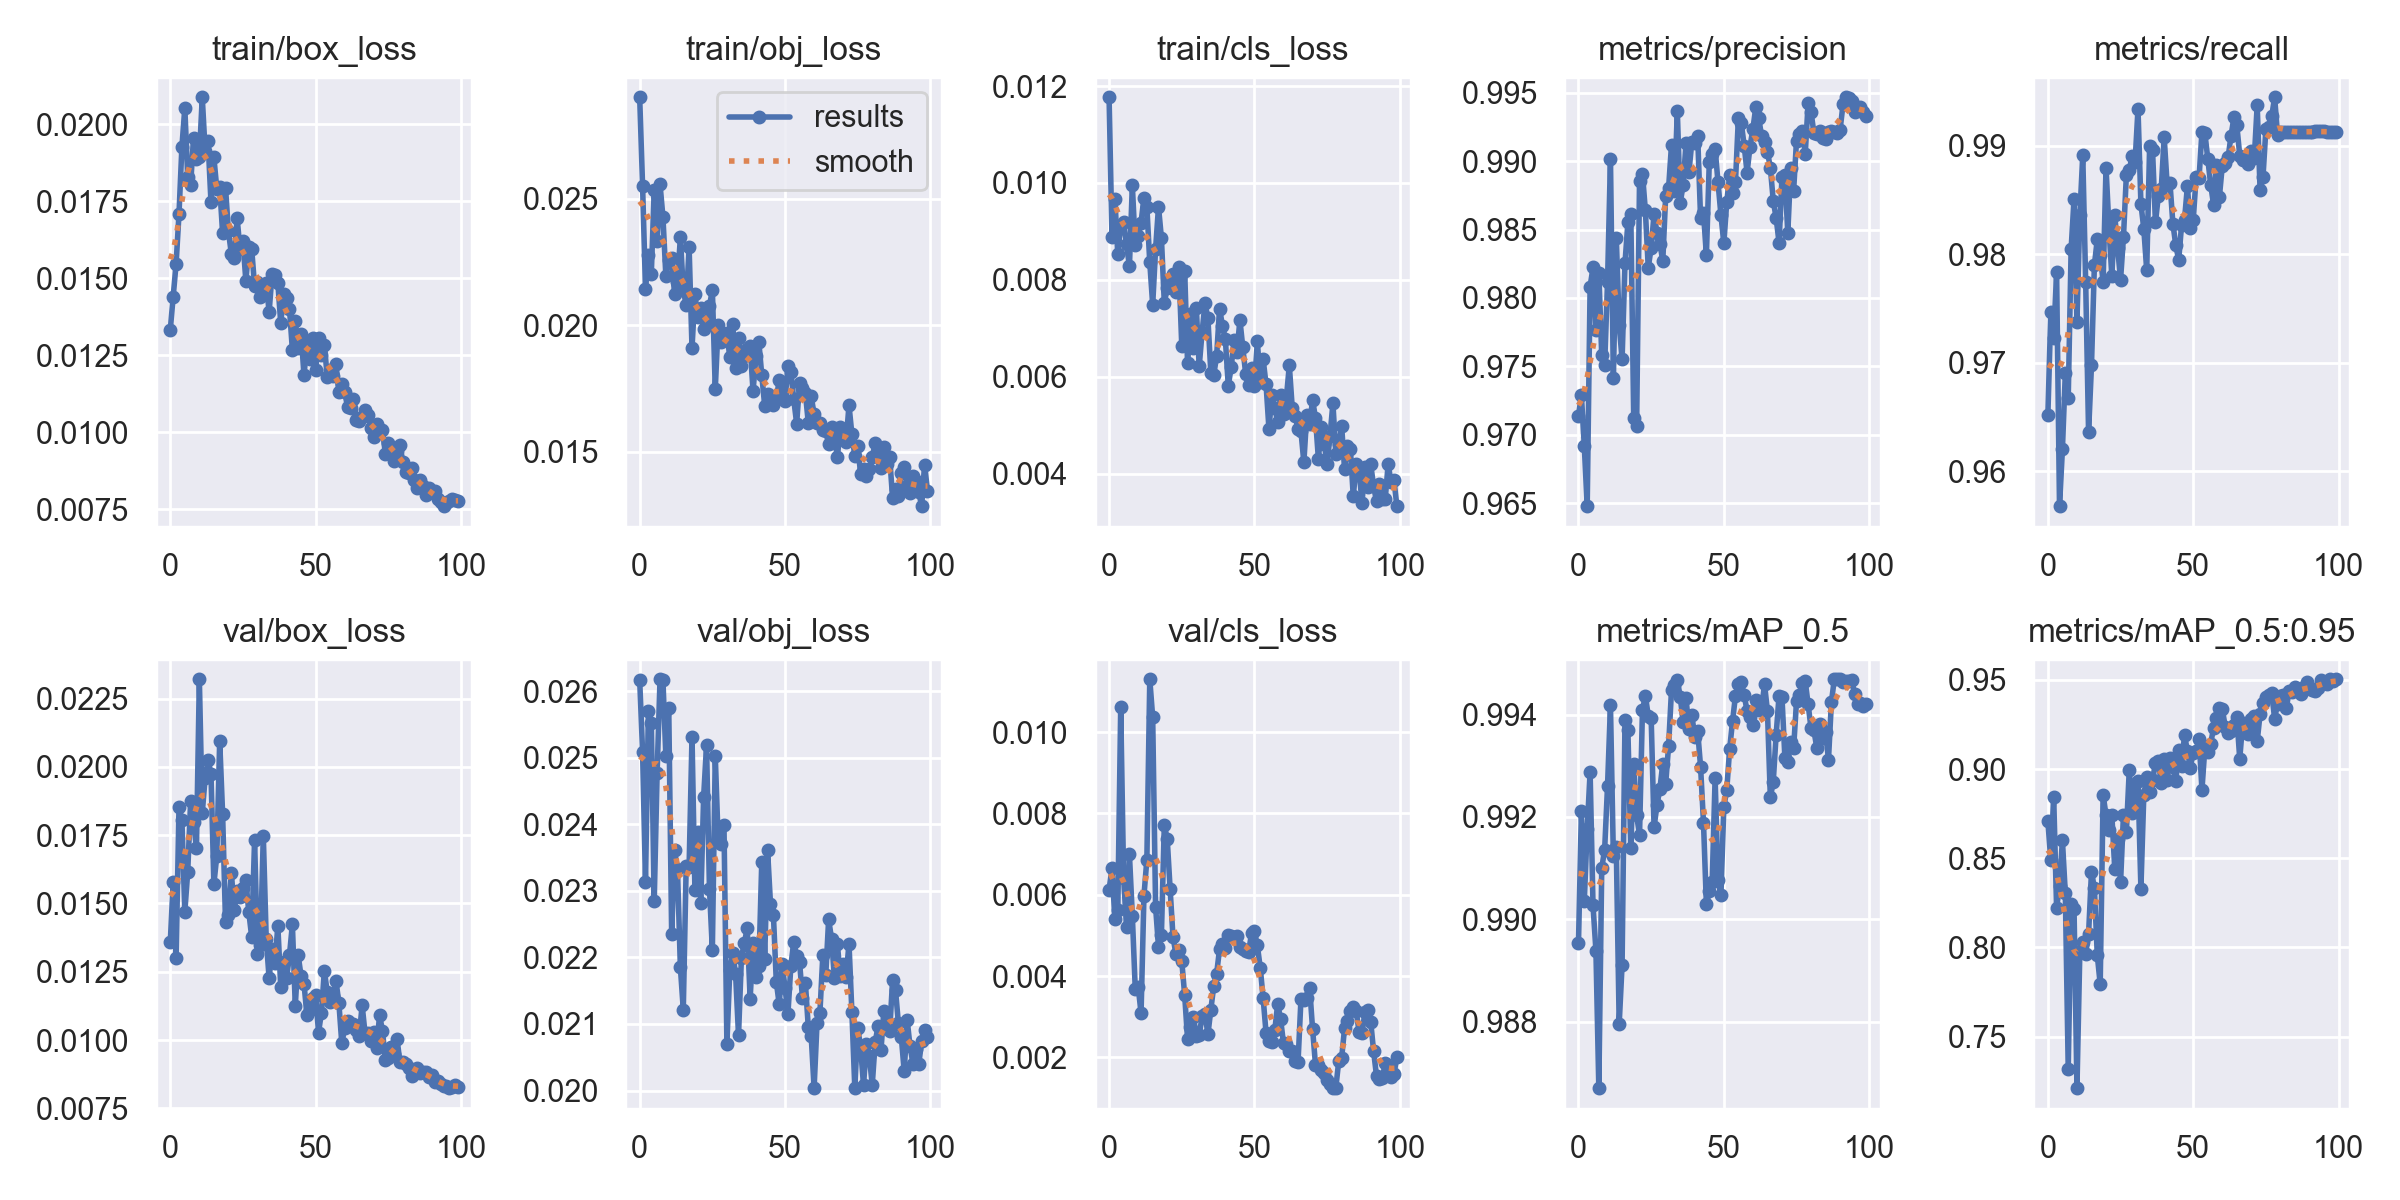 train/box_loss
train/obj_loss
train/cls_loss
metrics/precision
metrics/recall
0.0200
0.0175
0.0150
0.0125
0.0100
0.0075
0 50 100
results
smooth
0.025
0.020
0.015
0 50 100
0.012
0.010
0.008
0.006
0.004
0 50 100
0.995
0.990
0.985
0.980
0.975
0.970
0.965
0 50 100
0.99
0.98
0.97
0.96
0 50 100
val/box_loss
val/obj_loss
val/cls_loss
metrics/mAP_0.5
metrics/mAP_0.5:0.95
0.0225
0.0200
0.0175
0.0150
0.0125
0.0100
0.0075
0 50 100
0.026
0.025
0.024
0.023
0.022
0.021
0.020
0 50 100
0.010
0.008
0.006
0.004
0.002
0 50 100
0.994
0.992
0.990
0.988
0 50 100
0.95
0.90
0.85
0.80
0.75
0 50 100